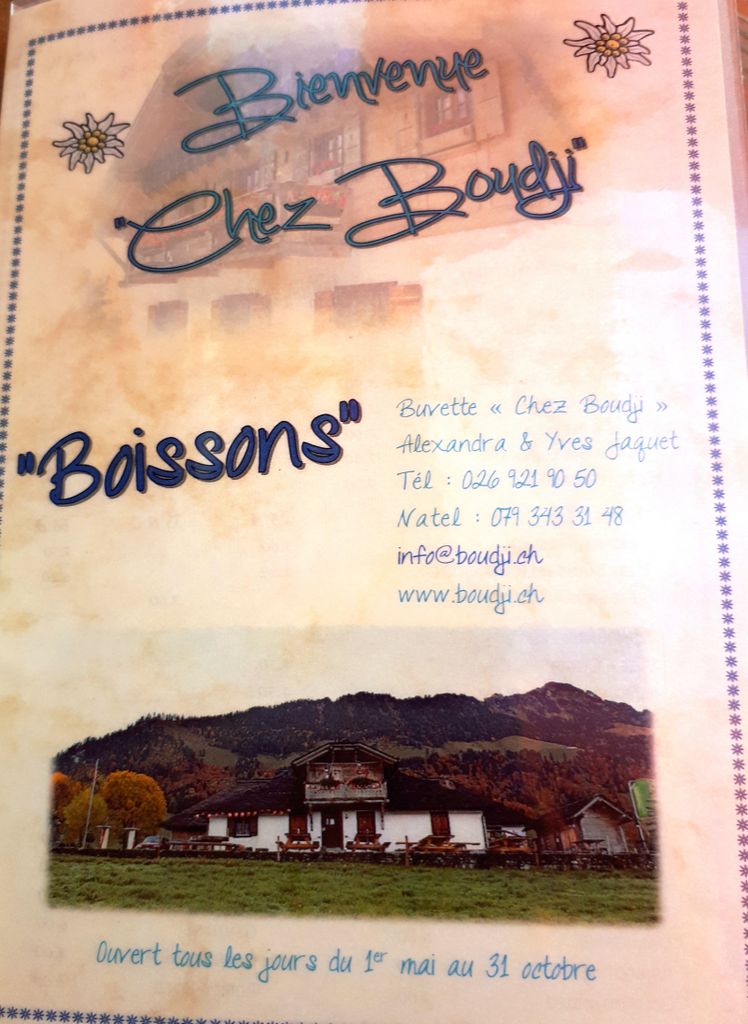 Bienvenue
"Chez Boudji"
"Boissons"
Buvette « Chez Boudji »
Alexandra & Yves Jaquet
Tél : 026 921 90 50
Natel : 079 343 31 48
info@boudji.ch
www.boudji.ch
Ouvert tous les jours du 1er mai au 31 octobre